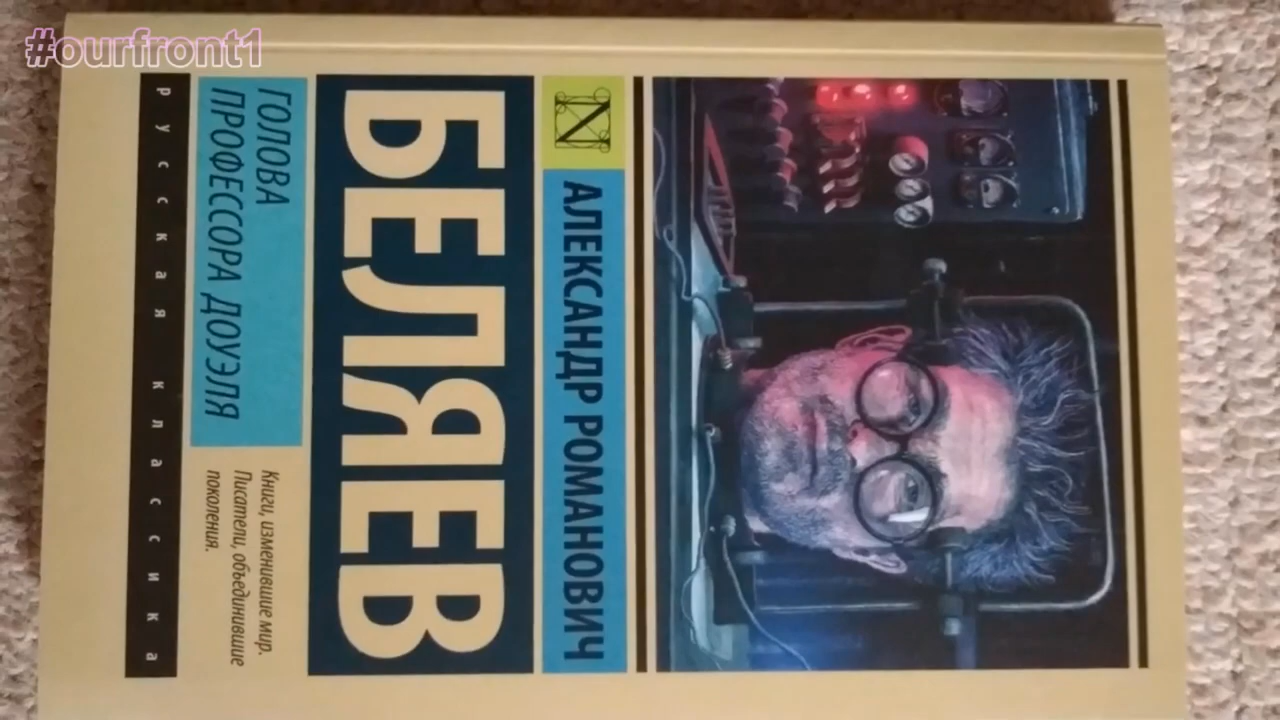 #ourfront1
АЛЕКСАНДР РОМАНОВИЧ
БЕЛЯЕВ
ГОЛОВА
ПРОФЕССОРА ДОУЭЛЯ
Книги, изменившие мир.
Писатели, объединившие
поколения.
русская классика